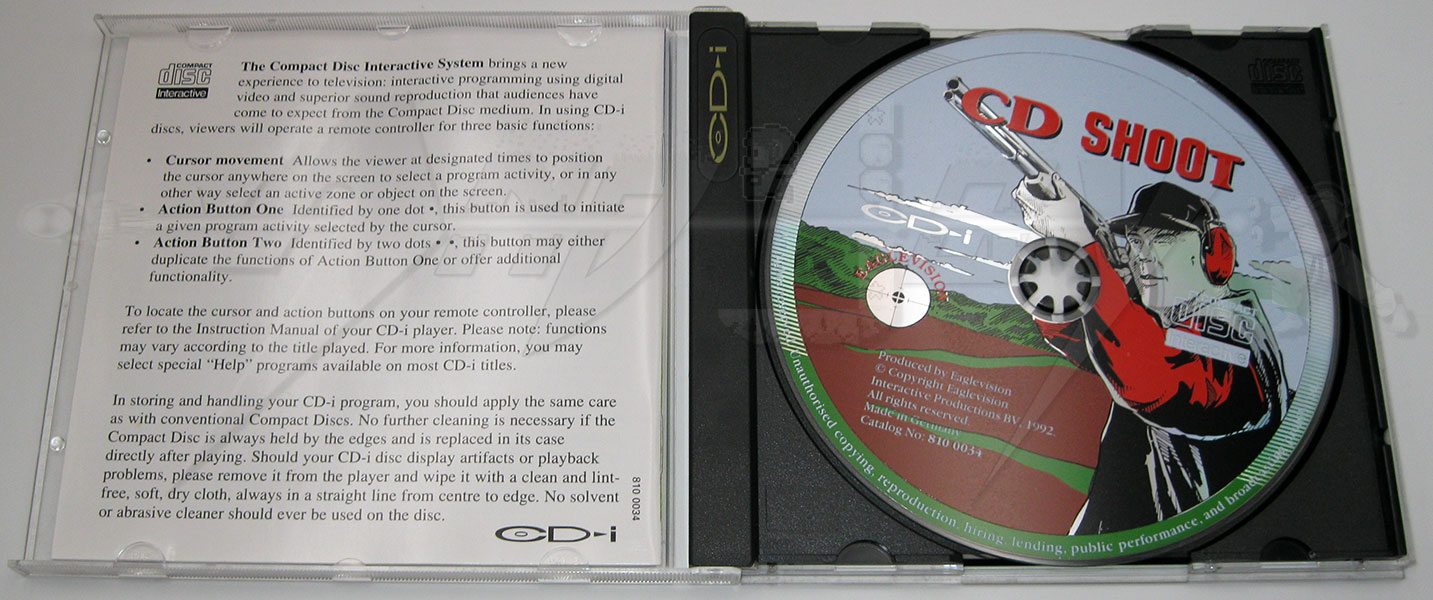 COMPACT
disc
Interactive
The Compact Disc Interactive System brings a new
experience to television: interactive programming using digital
video and superior sound reproduction that audiences have
come to expect from the Compact Disc medium. In using CD-i
discs, viewers will operate a remote controller for three basic functions:
• Cursor movement Allows the viewer at designated times to position
the cursor anywhere on the screen to select a program activity, or in any
other way select an active zone or object on the screen.
• Action Button One Identified by one dot •, this button is used to initiate
a given program activity selected by the cursor.
• Action Button Two Identified by two dots • •, this button may either
duplicate the functions of Action Button One or offer additional
functionality.
To locate the cursor and action buttons on your remote controller, please
refer to the Instruction Manual of your CD-i player. Please note: functions
may vary according to the title played. For more information, you may
select special “Help” programs available on most CD-i titles.
In storing and handling your CD-i program, you should apply the same care
as with conventional Compact Discs. No further cleaning is necessary if the
Compact Disc is always held by the edges and is replaced in its case
directly after playing. Should your CD-i disc display artifacts or playback
problems, please remove it from the player and wipe it with a clean and lint-
free, soft, dry cloth, always in a straight line from centre to edge. No solvent
or abrasive cleaner should ever be used on the disc.
810 0034
CD-i
CD-i
COMPACT
disc
CD SHOOT
CD-i
EAGLEVISION
disc
Interactive
Produced by Eaglevision
© Copyright Eaglevision
Interactive Productions BV. 1992.
All rights reserved.
Made in Germany
Catalog No: 810 0034
Unauthorised copying, reproduction, hiring, lending, public performance, and